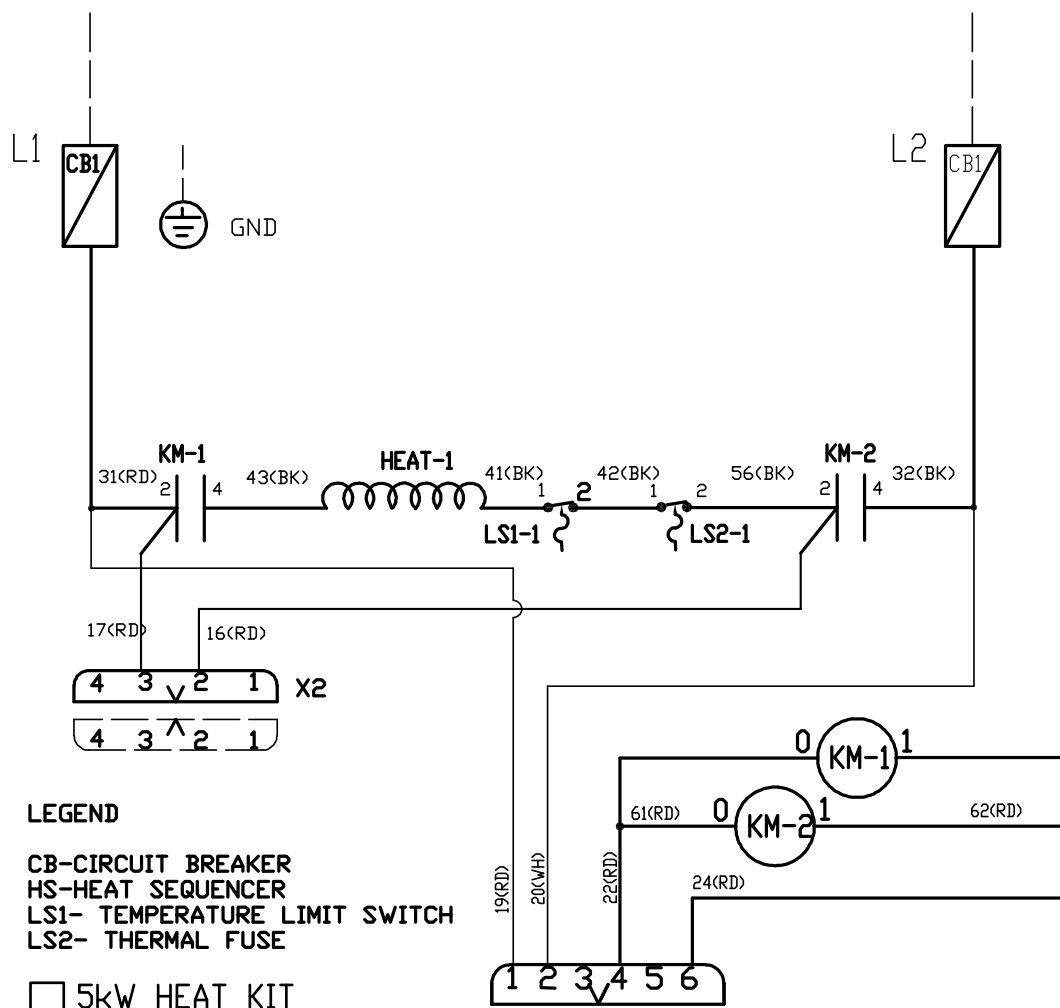 L1
CB1
L2
CB1
GND
KM-1
31(RD)
2
4
43(BK)
HEAT-1
41(BK)
1
2
LS1-1
42(BK)
1
2
LS2-1
56(BK)
KM-2
2
4
32(BK)
17(RD)
16(RD)
4 3 2 1
X2
4 3 2 1
0 KM-1 1
61(RD)
0 KM-2 1
62(RD)
19(RD)
20(WH)
22(RD)
24(RD)
1 2 3 4 5 6
LEGEND
CB-CIRCUIT BREAKER
HS-HEAT SEQUENCER
LS1- TEMPERATURE LIMIT SWITCH
LS2- THERMAL FUSE
5kW HEAT KIT